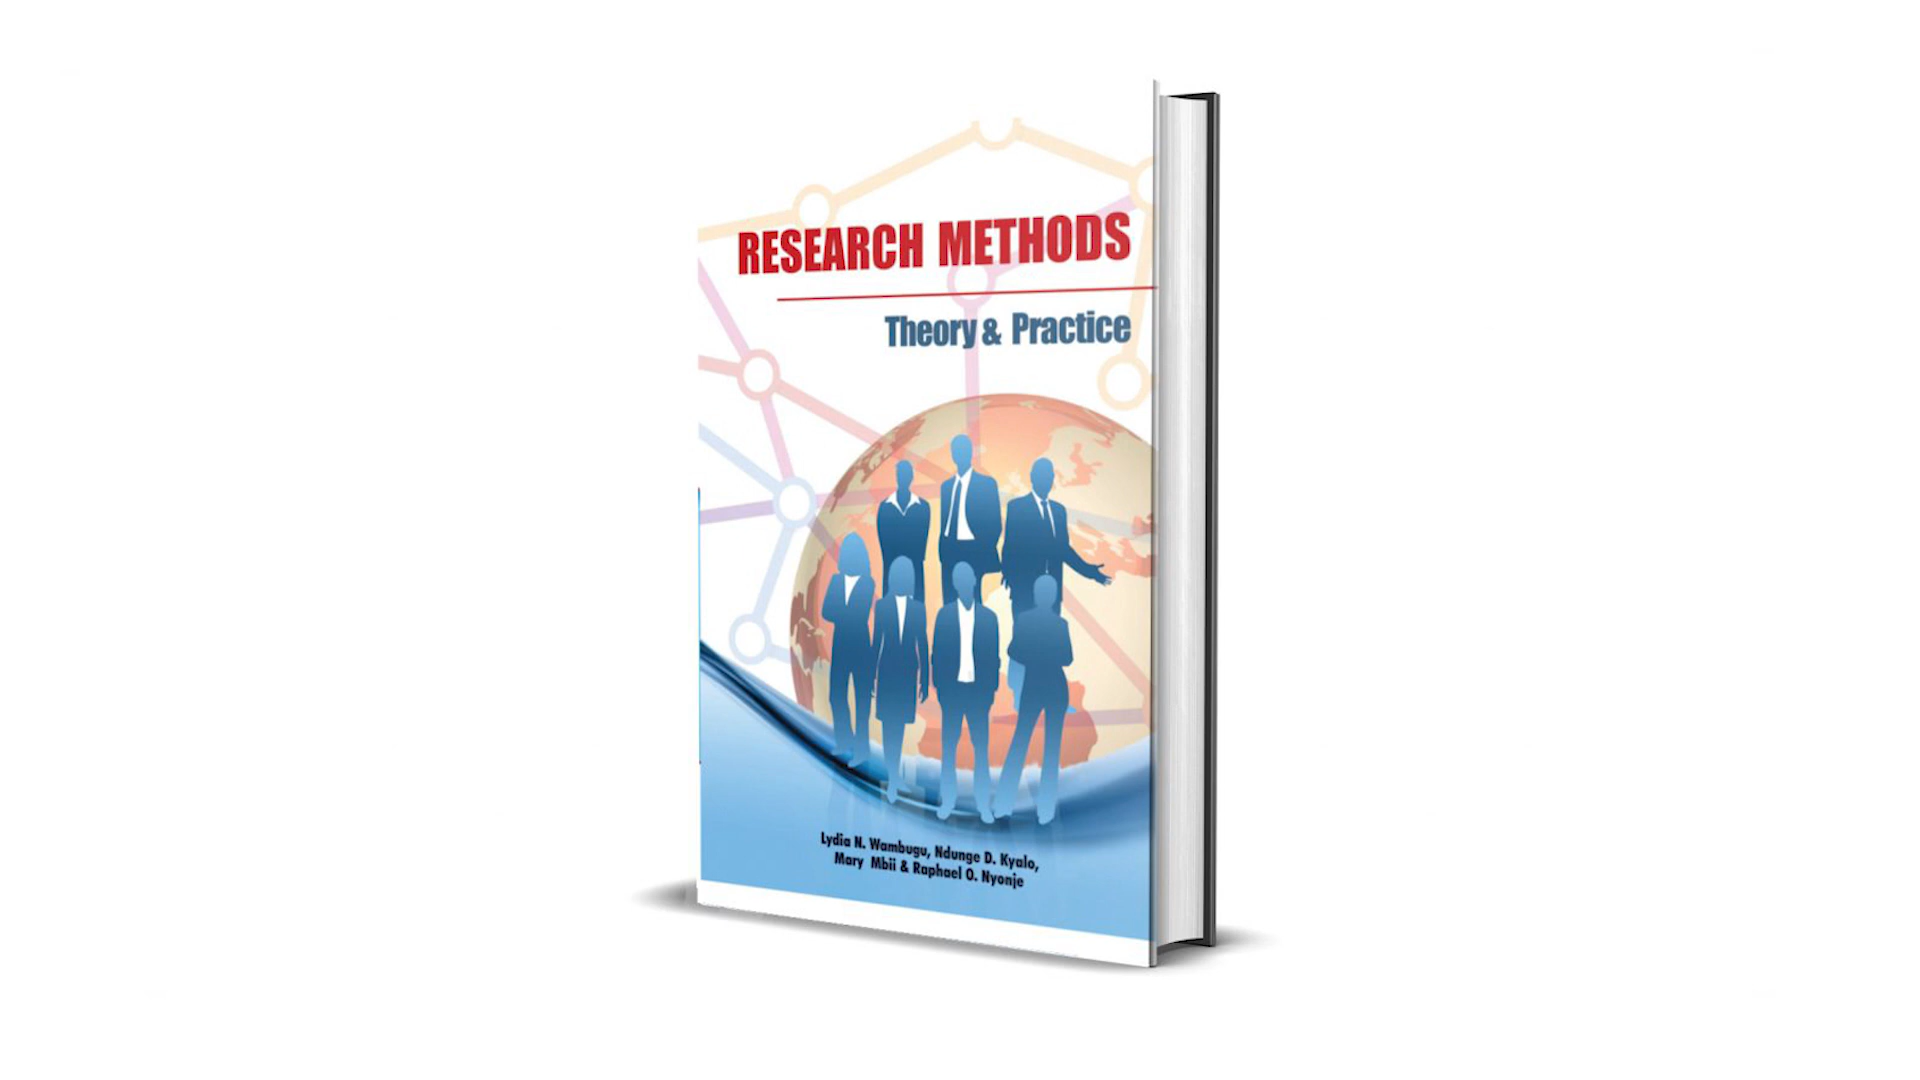 RESEARCH METHODS
Theory & Practice
Lydia N. Wambugu, Ndunge D. Kyalo,
Mary Mbii & Raphael O. Nyonje